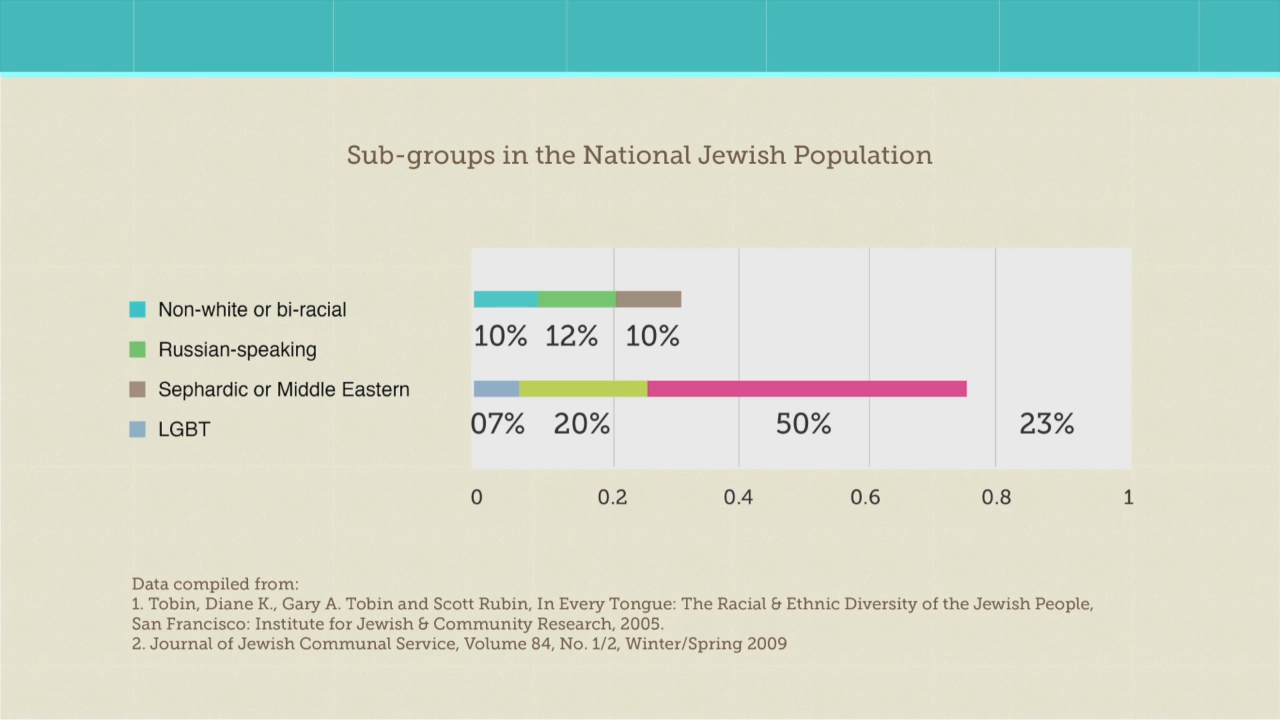 Sub-groups in the National Jewish Population
Non-white or bi-racial
Russian-speaking
Sephardic or Middle Eastern
LGBT
10% 12% 10%
07% 20% 50% 23%
0 0.2 0.4 0.6 0.8 1
Data compiled from:
1. Tobin, Diane K., Gary A. Tobin and Scott Rubin, In Every Tongue: The Racial & Ethnic Diversity of the Jewish People,
San Francisco: Institute for Jewish & Community Research, 2005.
2. Journal of Jewish Communal Service, Volume 84, No. 1/2, Winter/Spring 2009